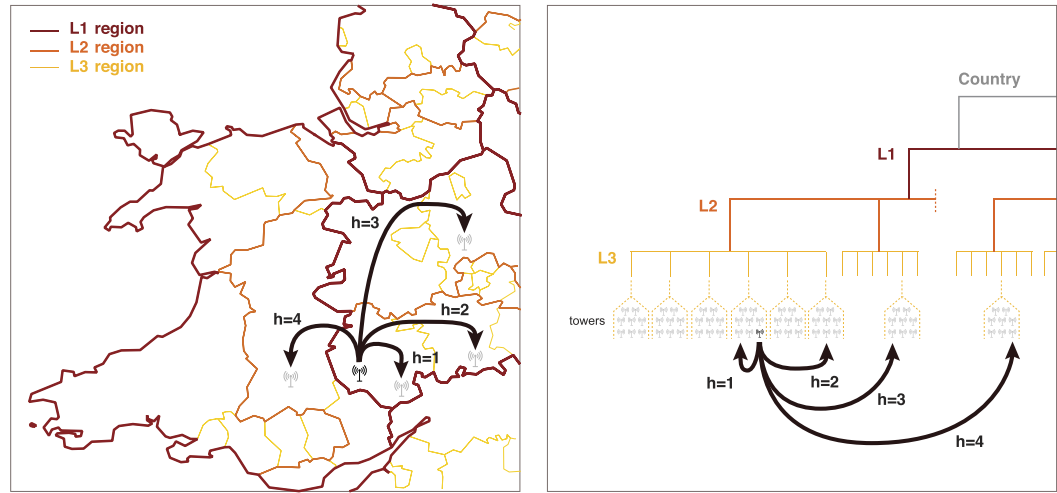 L1 region
L2 region
L3 region
h=3
h=4
h=2
h=1
Country
L1
L2
L3
towers
h=1
h=2
h=3
h=4